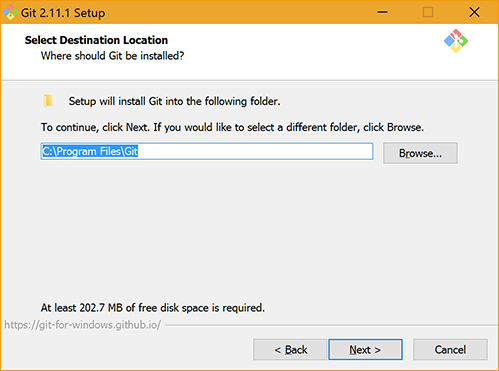 Git 2.11.1 Setup
Select Destination Location
Where should Git be installed?
Setup will install Git into the following folder.
To continue, click Next. If you would like to select a different folder, click Browse.
C:\Program Files\Git
Browse...
At least 202.7 MB of free disk space is required.
https://git-for-windows.github.io/
< Back
Next >
Cancel